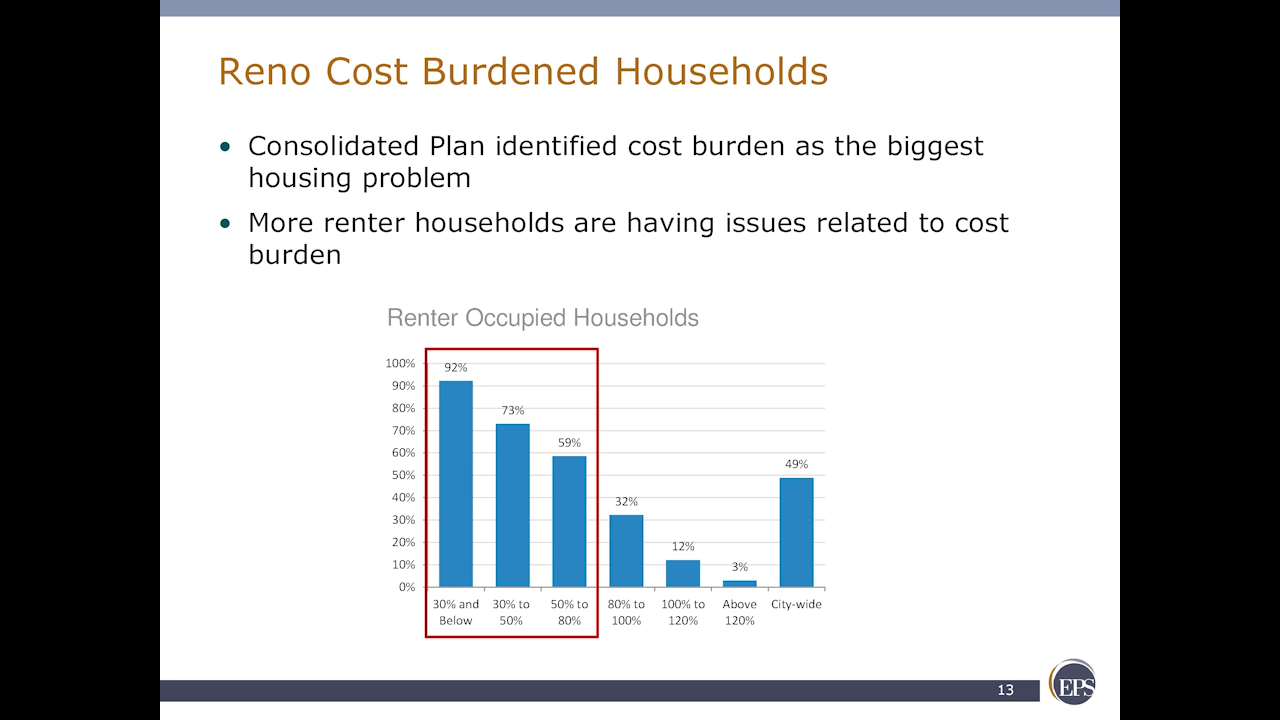 Reno Cost Burdened Households
• Consolidated Plan identified cost burden as the biggest
housing problem
• More renter households are having issues related to cost
burden
Renter Occupied Households
100%
90%
80%
70%
60%
50%
40%
30%
20%
10%
0%
92%
73%
59%
32%
12%
3%
49%
30% and
Below
30% to
50%
50% to
80%
80% to
100%
100% to
120%
Above
120%
City-wide
13
EPS